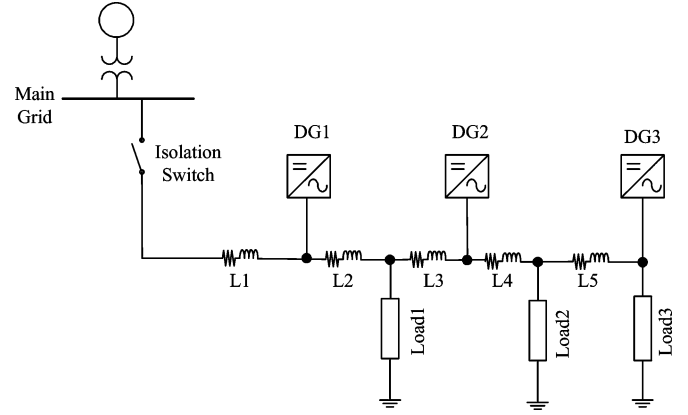 Main
Grid
Isolation
Switch
DG1
DG2
DG3
L1
L2
L3
L4
L5
Load1
Load2
Load3